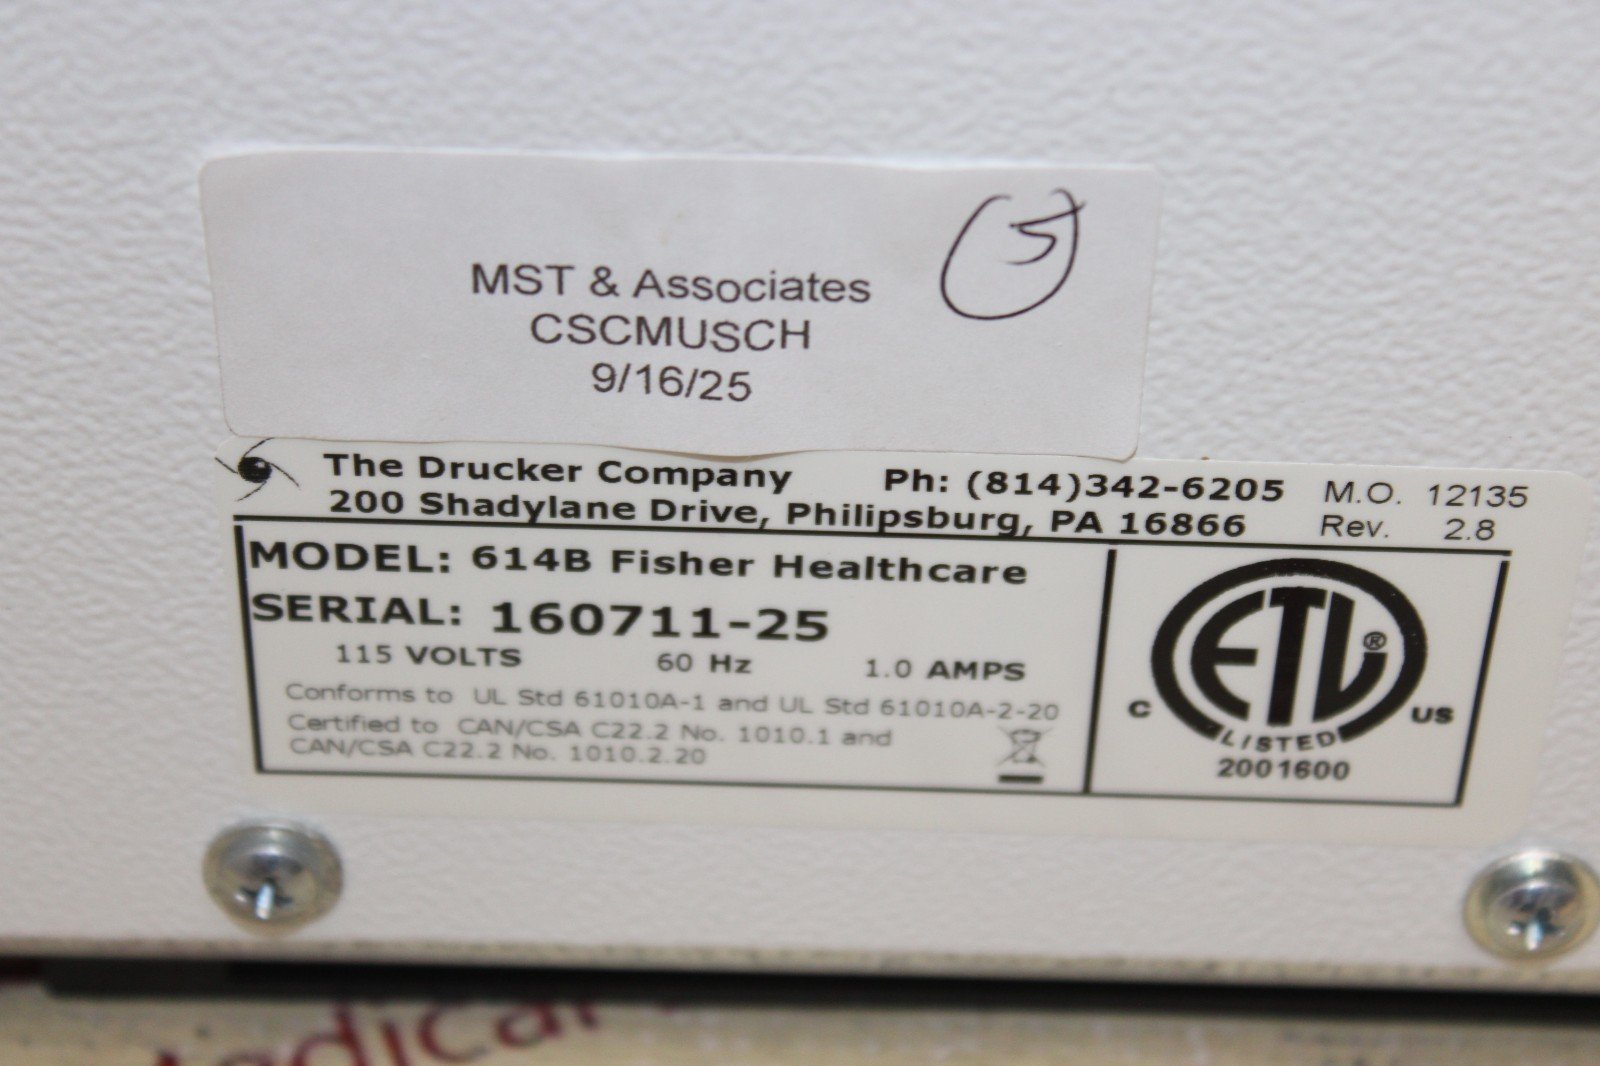 5
MST & Associates
CSCMUSCH
9/16/25
The Drucker Company Ph: (814)342-6205 M.O. 12135
200 Shadylane Drive, Philipsburg, PA 16866 Rev. 2.8
MODEL: 614B Fisher Healthcare
SERIAL: 160711-25
115 VOLTS 60 Hz 1.0 AMPS
Conforms to UL Std 61010A-1 and UL Std 61010A-2-20
Certified to CAN/CSA C22.2 No. 1010.1 and
CAN/CSA C22.2 No. 1010.2.20
ETL®
C US
LISTED
2001600